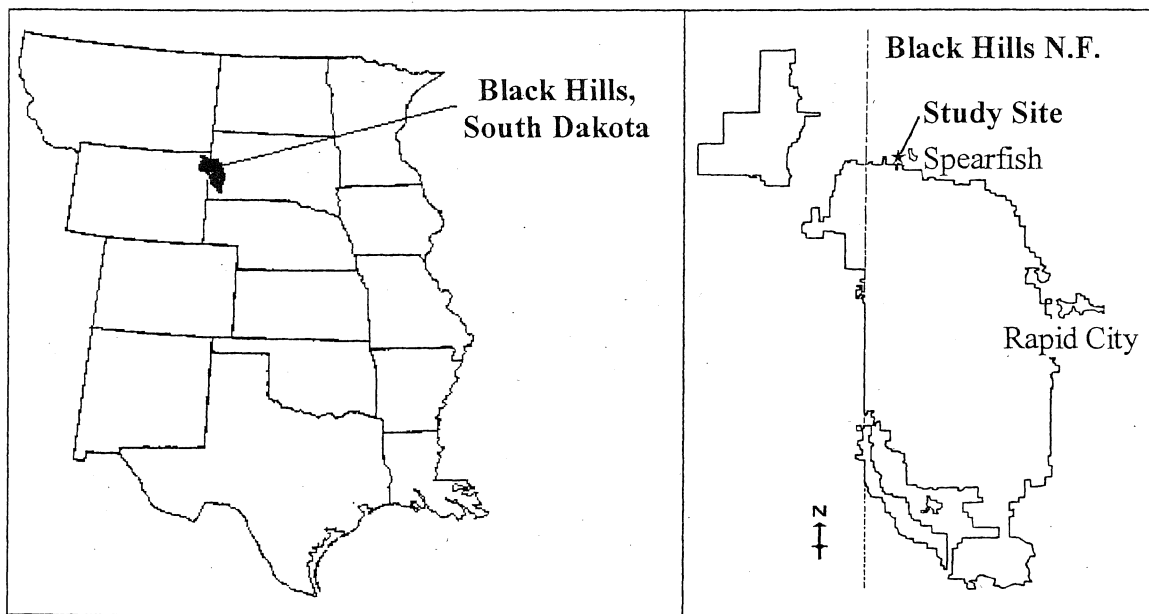 Black Hills,
South Dakota
Black Hills N.F.
Study Site
Spearfish
Rapid City
N